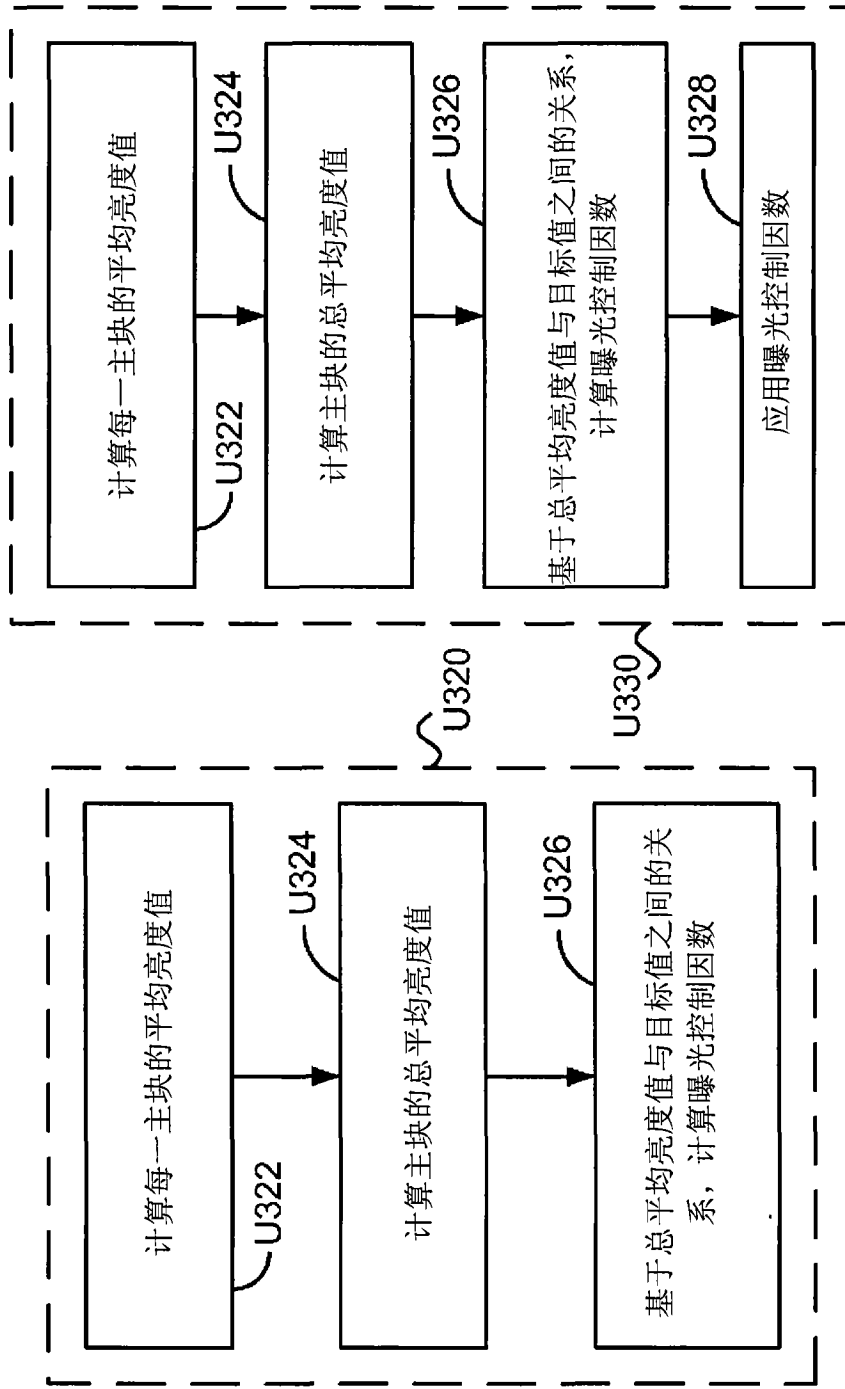 计算每一主块的平均亮度值
U322
计算主块的总平均亮度值
U324
基于总平均亮度值与目标值之间的关
系，计算曝光控制因数
U326
U320
计算每一主块的平均亮度值
U322
计算主块的总平均亮度值
U324
基于总平均亮度值与目标值之间的关系，
计算曝光控制因数
U326
应用曝光控制因数
U328
U330